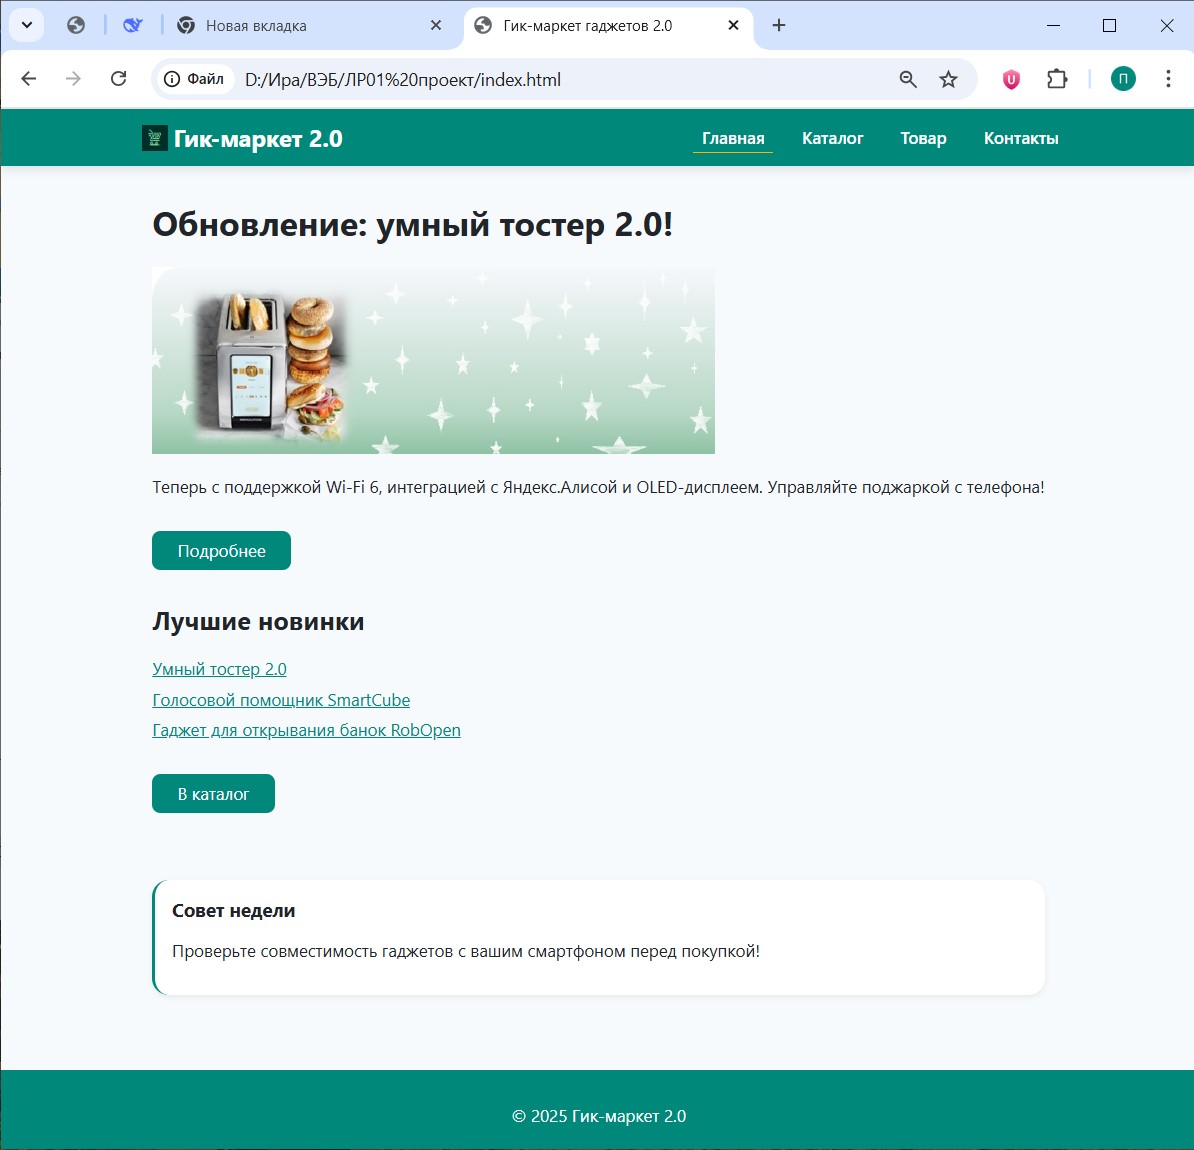 Новая вкладка
Гик-маркет гаджетов 2.0
Файл
D:/Ира/ВЭБ/ЛР01%20проект/index.html
П
Гик-маркет 2.0
Главная
Каталог
Товар
Контакты
Обновление: умный тостер 2.0!
Теперь с поддержкой Wi-Fi 6, интеграцией с Яндекс.Алисой и OLED-дисплеем. Управляйте поджаркой с телефона!
Подробнее
Лучшие новинки
Умный тостер 2.0
Голосовой помощник SmartCube
Гаджет для открывания банок RobOpen
В каталог
Совет недели
Проверьте совместимость гаджетов с вашим смартфоном перед покупкой!
© 2025 Гик-маркет 2.0